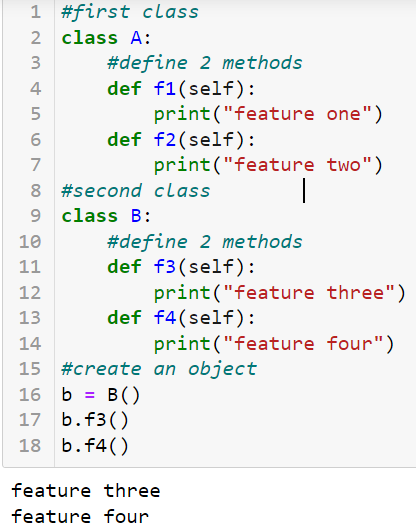 1 #first class
2 class A:
3     #define 2 methods
4     def f1(self):
5         print("feature one")
6     def f2(self):
7         print("feature two")
8 #second class
9 class B:
10     #define 2 methods
11     def f3(self):
12         print("feature three")
13     def f4(self):
14         print("feature four")
15 #create an object
16 b = B()
17 b.f3()
18 b.f4()
feature three
feature four